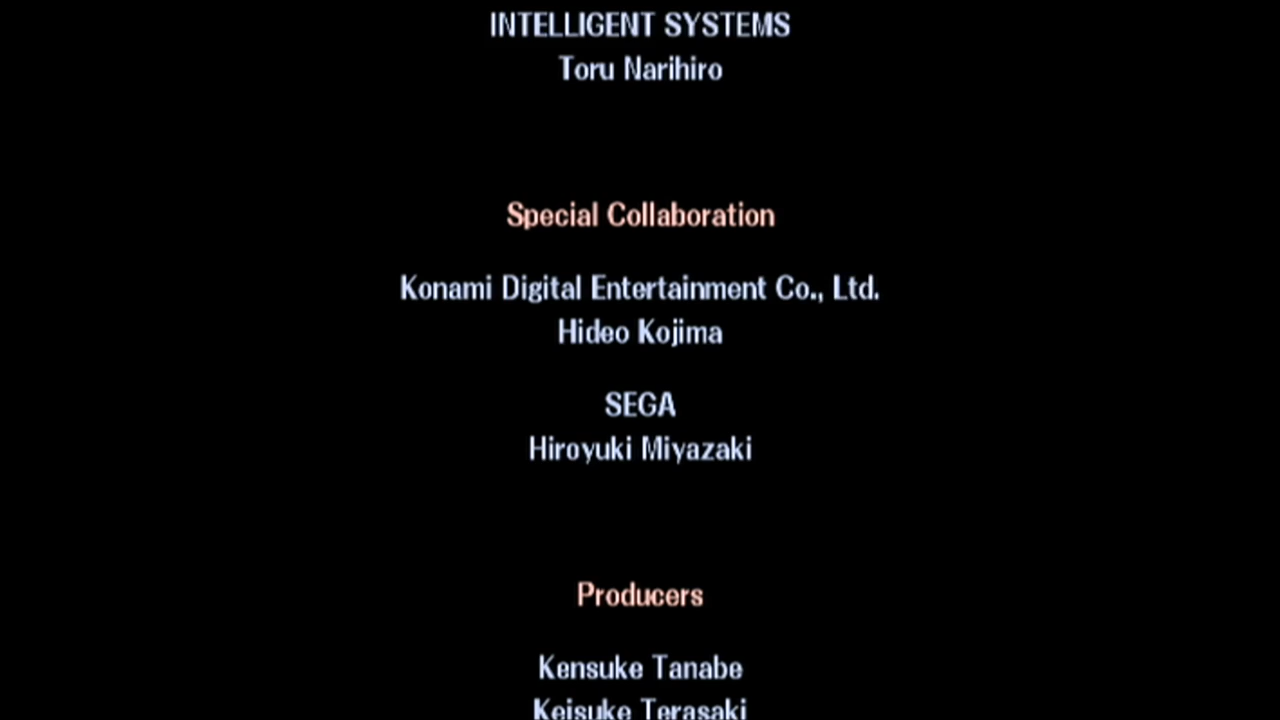 INTELLIGENT SYSTEMS
Toru Narihiro
Special Collaboration
Konami Digital Entertainment Co., Ltd.
Hideo Kojima
SEGA
Hiroyuki Miyazaki
Producers
Kensuke Tanabe
Keisuke Terasaki